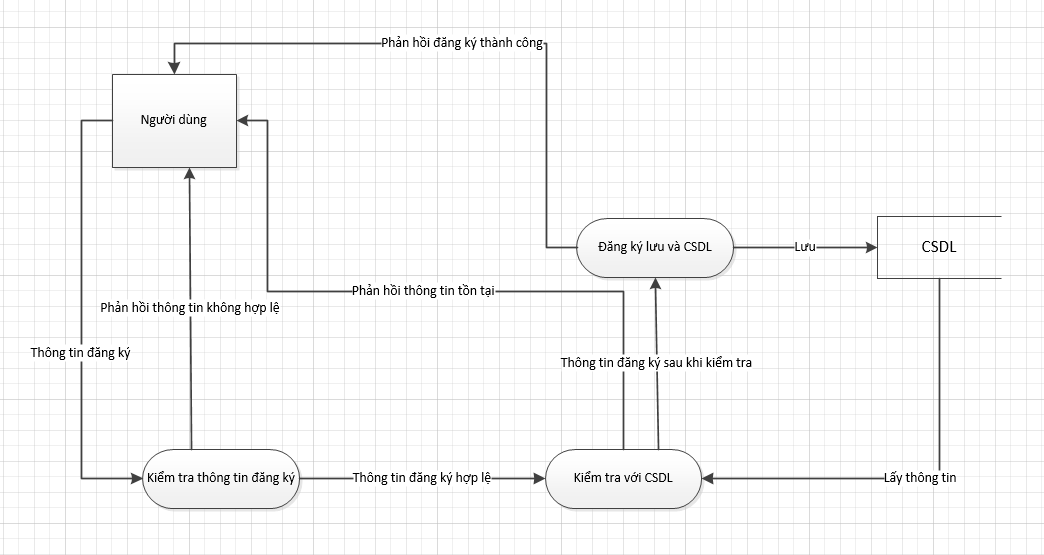 Phản hồi đăng ký thành công
Người dùng
Đăng ký lưu và CSDL
Lưu
CSDL
Phản hồi thông tin tồn tại
Phản hồi thông tin không hợp lệ
Thông tin đăng ký
Thông tin đăng ký sau khi kiểm tra
Kiểm tra thông tin đăng ký
Thông tin đăng ký hợp lệ
Kiểm tra với CSDL
Lấy thông tin